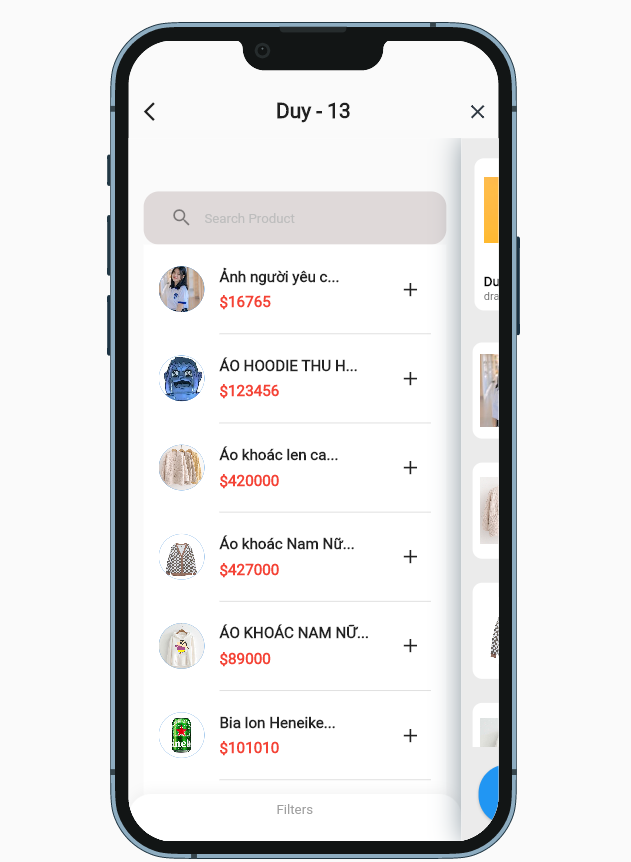 Duy - 13
Search Product
Ảnh người yêu c...
$16765
ÁO HOODIE THU H...
$123456
Áo khoác len ca...
$420000
Áo khoác Nam Nữ...
$427000
ÁO KHOÁC NAM NỮ...
$89000
Bia lon Heneike...
$101010
Filters
Du
dra